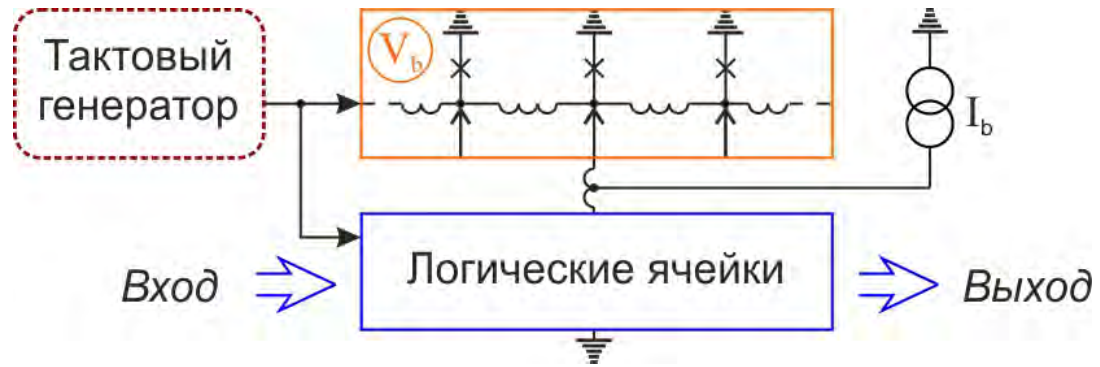 Тактовый
генератор
V_b
I_b
Логические ячейки
Вход
Выход